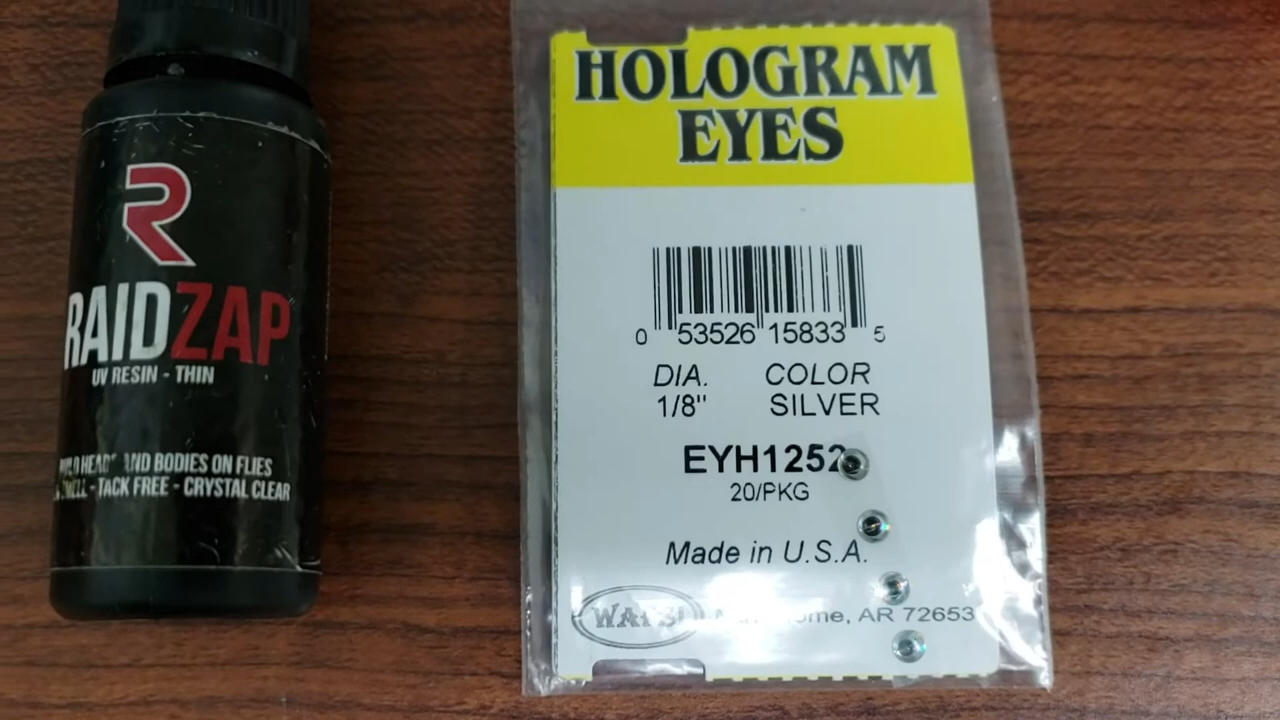 R
RAIDZAP
UV RESIN - THIN
AND BODIES ON FLIES
- TACK FREE - CRYSTAL CLEAR
HOLOGRAM
EYES
0 53526 15833 5
DIA. COLOR
1/8" SILVER
EYH1252
20/PKG
Made in U.S.A.
AR 72653